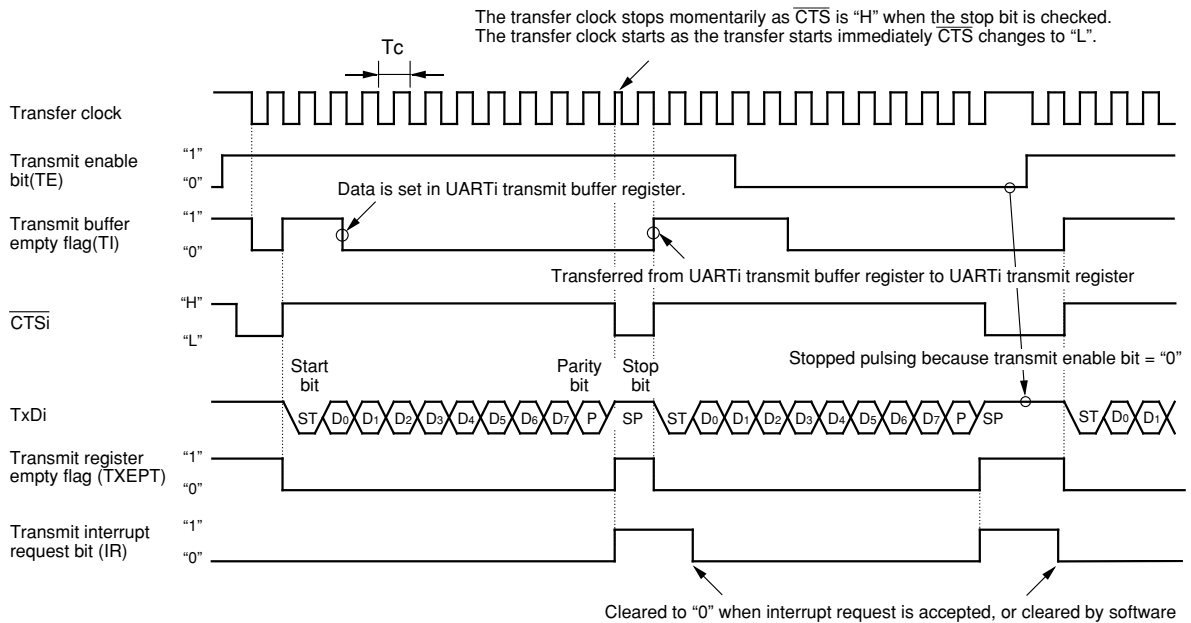 The transfer clock stops momentarily as CTS is “H” when the stop bit is checked.
The transfer clock starts as the transfer starts immediately CTS changes to “L”.
Tc
Transfer clock
Transmit enable
bit(TE)
“1”
“0”
Data is set in UARTi transmit buffer register.
Transmit buffer
empty flag(TI)
“1”
“0”
Transferred from UARTi transmit buffer register to UARTi transmit register
CTSi
“H”
“L”
Stopped pulsing because transmit enable bit = “0”
Start
bit
Parity
bit
Stop
bit
TxDi
ST D0 D1 D2 D3 D4 D5 D6 D7 P SP ST D0 D1 D2 D3 D4 D5 D6 D7 P SP ST D0 D1
Transmit register
empty flag (TXEPT)
“1”
“0”
Transmit interrupt
request bit (IR)
“1”
“0”
Cleared to “0” when interrupt request is accepted, or cleared by software